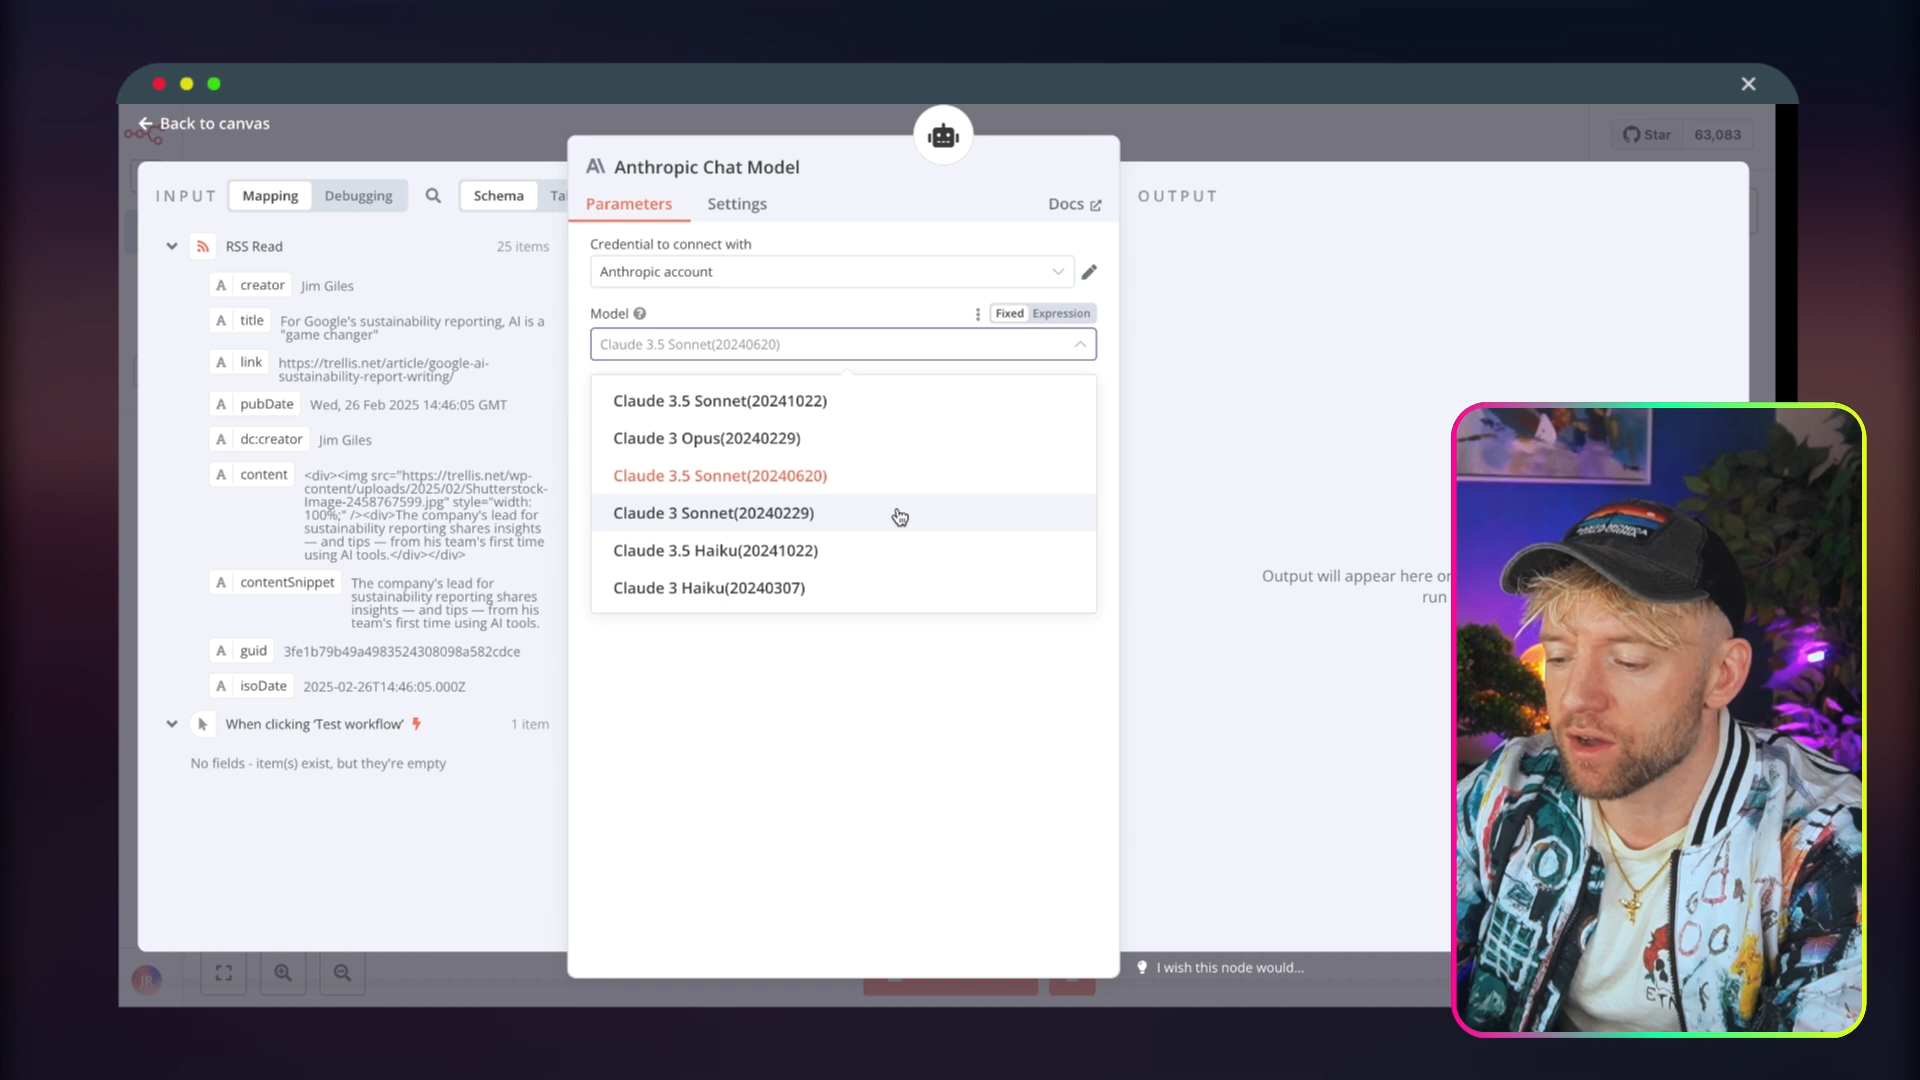 Back to canvas
Star 63,083
Anthropic Chat Model
INPUT Mapping Debugging Schema Ta
Parameters Settings Docs
OUTPUT
RSS Read 25 items
A creator Jim Giles
A title For Google's sustainability reporting, AI is a
"game changer"
A link https://trellis.net/article/google-ai-
sustainability-report-writing/
A pubDate Wed, 26 Feb 2025 14:46:05 GMT
A dc:creator Jim Giles
A content <div><img src="https://trellis.net/wp-
content/uploads/2025/02/Shutterstock-
Image-2458767599.jpg" style="width:
100%;" /><div>The company's lead for
sustainability reporting shares insights
— and tips — from his team's first time
using AI tools.</div></div>
A contentSnippet The company's lead for
sustainability reporting shares
insights — and tips — from his
team's first time using AI tools.
A guid 3fe1b79b49a4983524308098a582cdce
A isoDate 2025-02-26T14:46:05.000Z
When clicking 'Test workflow' 1 item
No fields - item(s) exist, but they're empty
Credential to connect with
Anthropic account
Model Fixed Expression
Claude 3.5 Sonnet(20240620)
Claude 3.5 Sonnet(20241022)
Claude 3 Opus(20240229)
Claude 3.5 Sonnet(20240620)
Claude 3 Sonnet(20240229)
Claude 3.5 Haiku(20241022)
Claude 3 Haiku(20240307)
Output will appear here or
run
I wish this node would...
JR
SANTA MONICA
CALIFORNIA